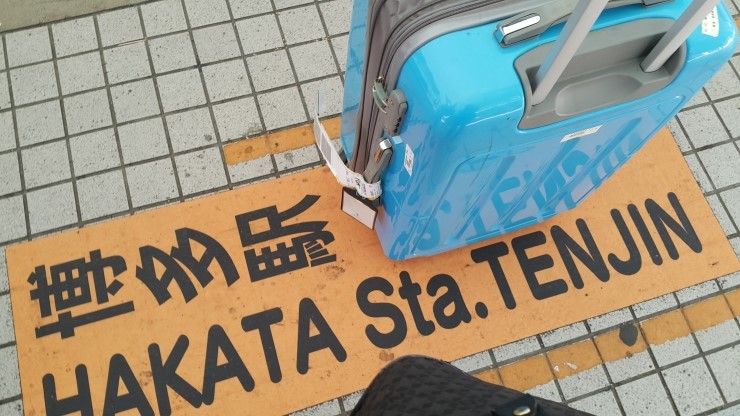 博多駅
HAKATA Sta.TENJIN